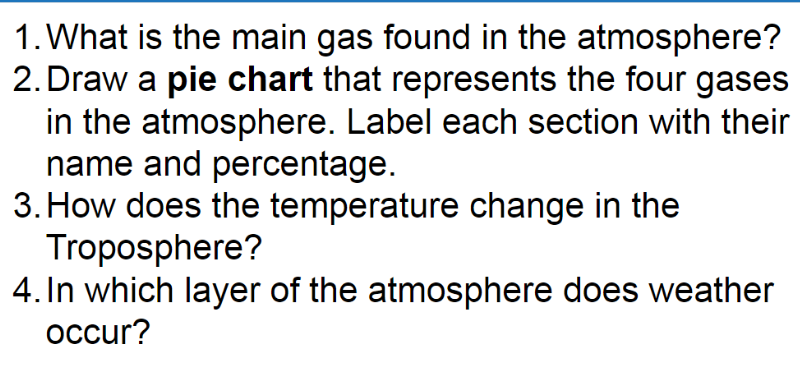 1. What is the main gas found in the atmosphere?
2. Draw a pie chart that represents the four gases
in the atmosphere. Label each section with their
name and percentage.
3. How does the temperature change in the
Troposphere?
4. In which layer of the atmosphere does weather
occur?